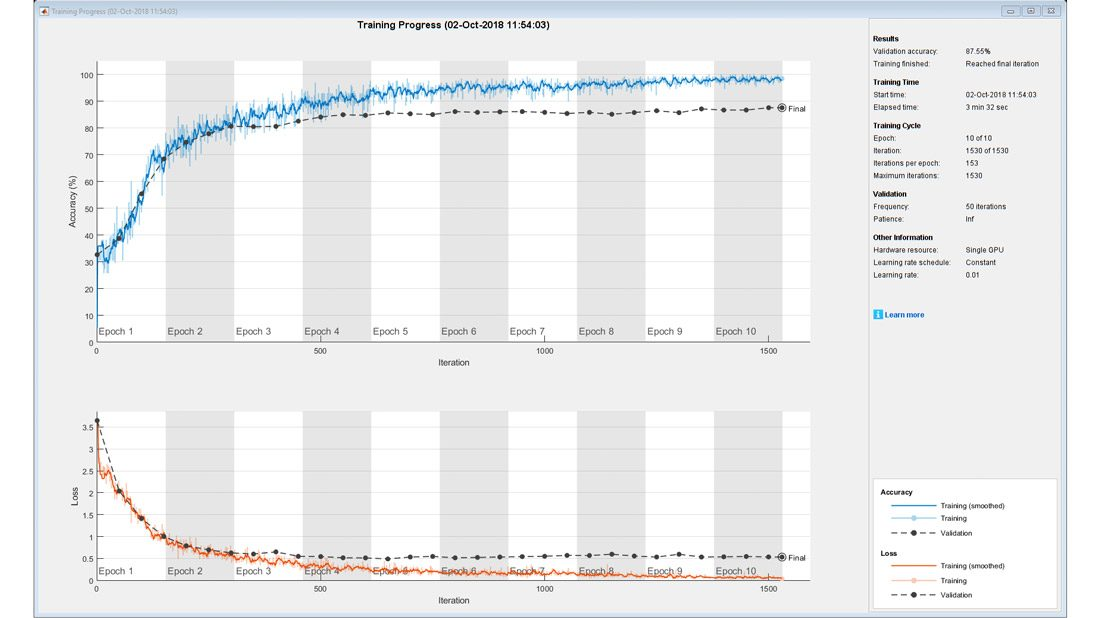 Training Progress (02-Oct-2018 11:54:03)
Training Progress (02-Oct-2018 11:54:03)
100
90
80
70
60
50
40
30
20
10
0
Accuracy (%)
Final
Epoch 1 Epoch 2 Epoch 3 Epoch 4 Epoch 5 Epoch 6 Epoch 7 Epoch 8 Epoch 9 Epoch 10
0 500 1000 1500
Iteration
3.5
3
2.5
2
1.5
1
0.5
0
Loss
Final
Epoch 1 Epoch 2 Epoch 3 Epoch 4 Epoch 5 Epoch 6 Epoch 7 Epoch 8 Epoch 9 Epoch 10
0 500 1000 1500
Iteration
Results
Validation accuracy: 87.55%
Training finished: Reached final iteration
Training Time
Start time: 02-Oct-2018 11:54:03
Elapsed time: 3 min 32 sec
Training Cycle
Epoch: 10 of 10
Iteration: 1530 of 1530
Iterations per epoch: 153
Maximum iterations: 1530
Validation
Frequency: 50 iterations
Patience: Inf
Other Information
Hardware resource: Single GPU
Learning rate schedule: Constant
Learning rate: 0.01
i Learn more
Accuracy
Training (smoothed)
Training
Validation
Loss
Training (smoothed)
Training
Validation